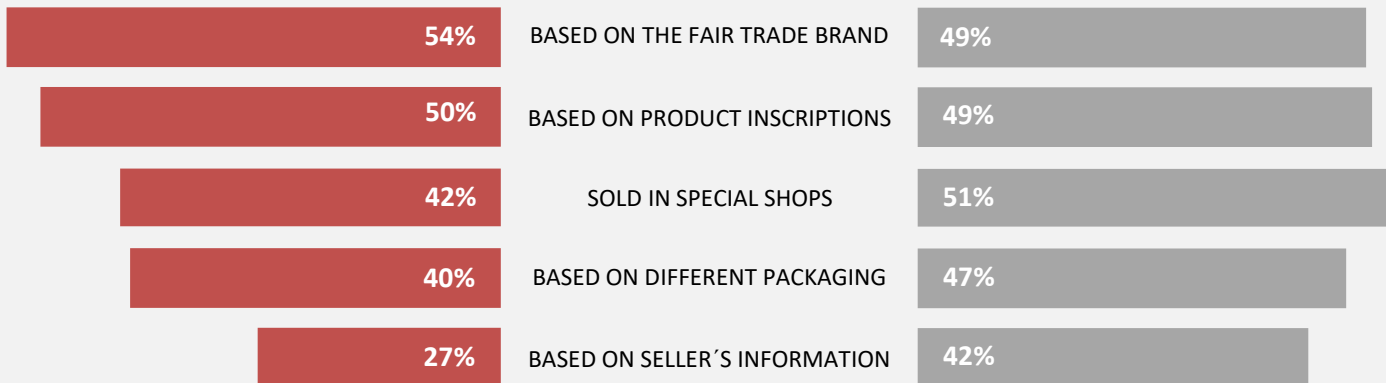 54% BASED ON THE FAIR TRADE BRAND 49%
50% BASED ON PRODUCT INSCRIPTIONS 49%
42% SOLD IN SPECIAL SHOPS 51%
40% BASED ON DIFFERENT PACKAGING 47%
27% BASED ON SELLER´S INFORMATION 42%